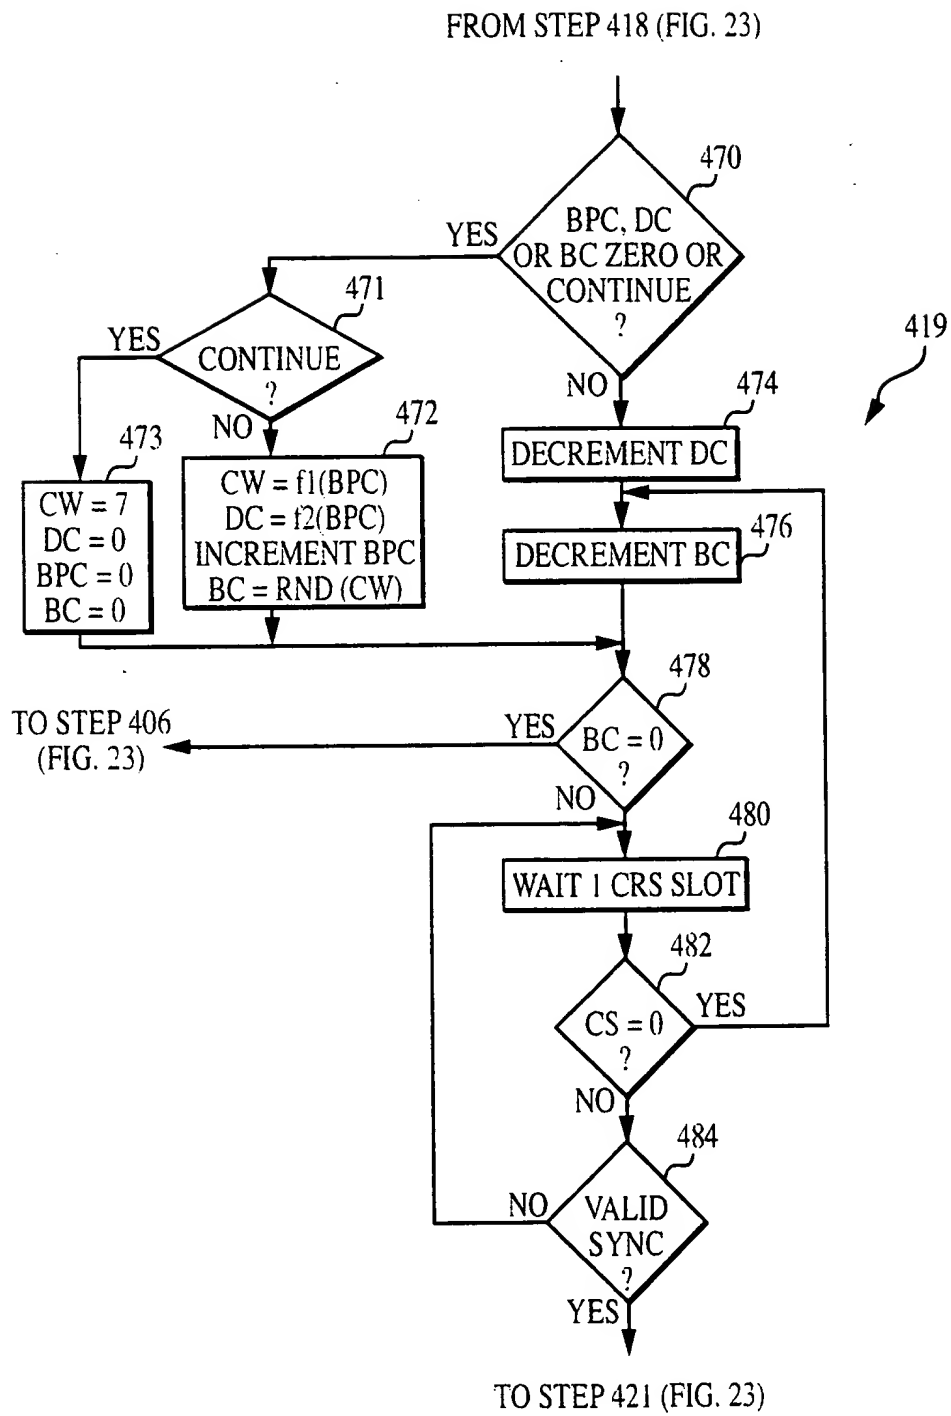 FROM STEP 418 (FIG. 23)
470
BPC, DC
OR BC ZERO OR
CONTINUE
?
YES
NO
471
CONTINUE
?
YES
NO
419
473
CW = 7
DC = 0
BPC = 0
BC = 0
472
CW = f1(BPC)
DC = f2(BPC)
INCREMENT BPC
BC = RND (CW)
474
DECREMENT DC
476
DECREMENT BC
478
BC = 0
?
YES
NO
TO STEP 406
(FIG. 23)
480
WAIT 1 CRS SLOT
482
CS = 0
?
YES
NO
484
VALID
SYNC
?
NO
YES
TO STEP 421 (FIG. 23)